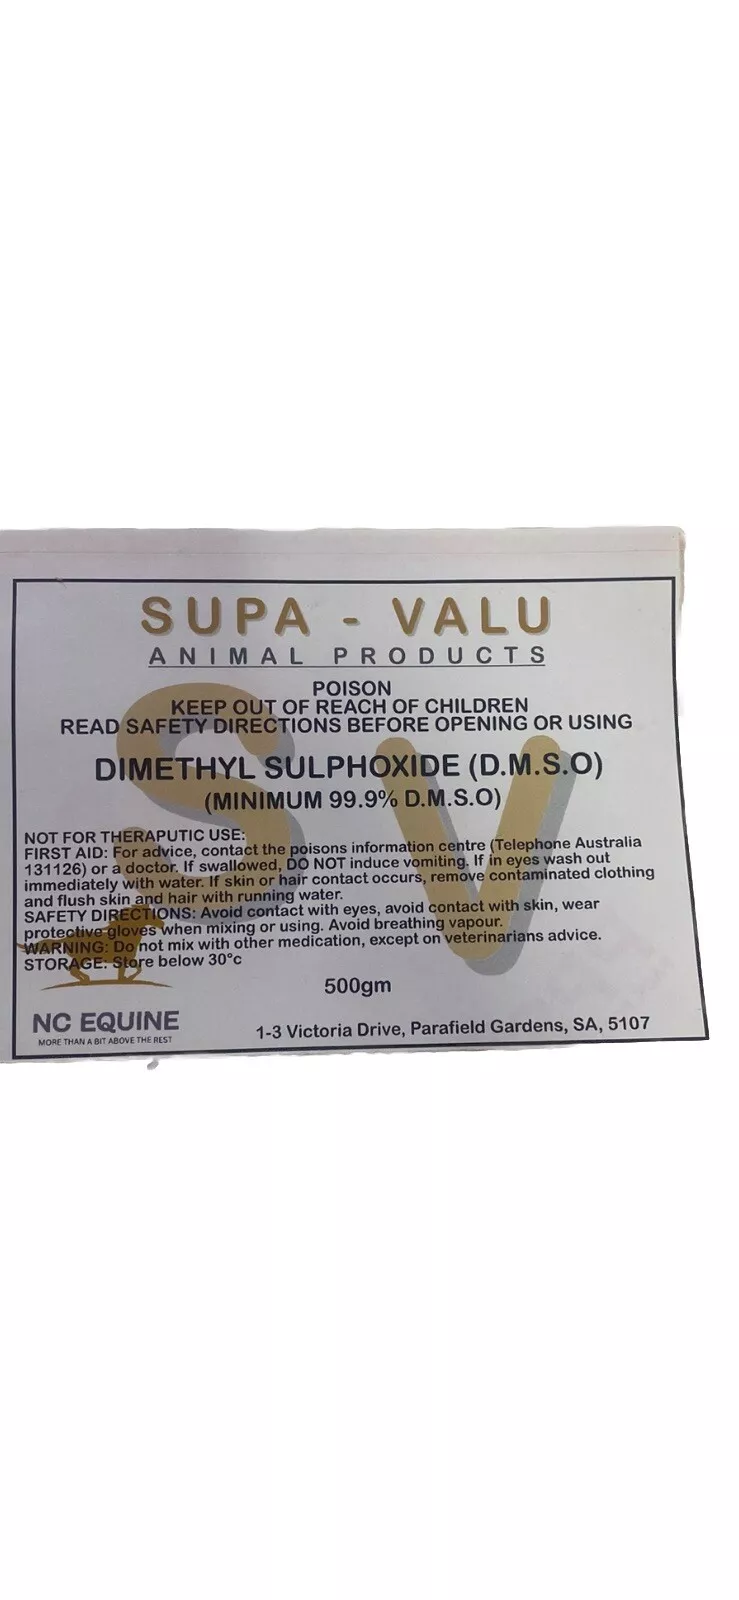 SUPA - VALU
ANIMAL PRODUCTS
POISON
KEEP OUT OF REACH OF CHILDREN
READ SAFETY DIRECTIONS BEFORE OPENING OR USING
DIMETHYL SULPHOXIDE (D.M.S.O)
(MINIMUM 99.9% D.M.S.O)
NOT FOR THERAPUTIC USE:
FIRST AID: For advice, contact the poisons information centre (Telephone Australia
131126) or a doctor. If swallowed, DO NOT induce vomiting. If in eyes wash out
immediately with water. If skin or hair contact occurs, remove contaminated clothing
and flush skin and hair with running water.
SAFETY DIRECTIONS: Avoid contact with eyes, avoid contact with skin, wear
protective gloves when mixing or using. Avoid breathing vapour.
WARNING: Do not mix with other medication, except on veterinarians advice.
STORAGE: Store below 30°c
500gm
SV
NC EQUINE
MORE THAN A BIT ABOVE THE REST
1-3 Victoria Drive, Parafield Gardens, SA, 5107